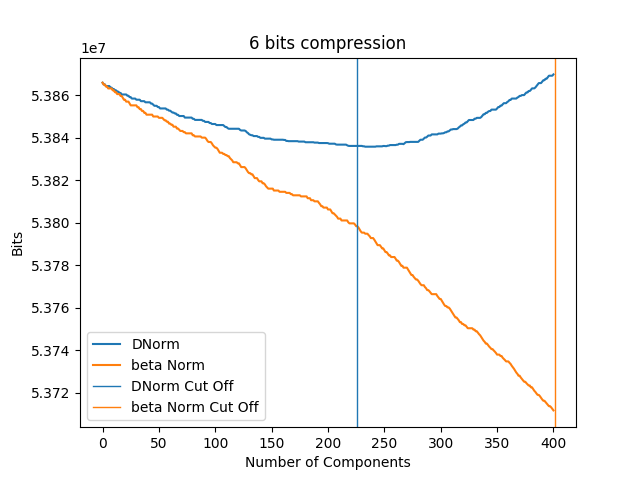 6 bits compression
1e7
5.386
5.384
5.382
5.380
5.378
5.376
5.374
5.372
Bits
DNorm
beta Norm
DNorm Cut Off
beta Norm Cut Off
0 50 100 150 200 250 300 350 400
Number of Components